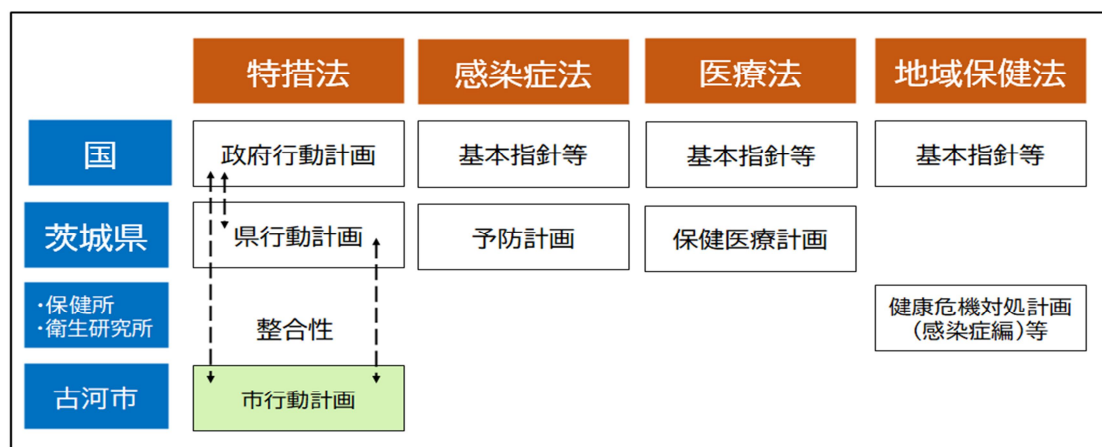 特措法
感染症法
医療法
地域保健法
国
政府行動計画
基本指針等
基本指針等
基本指針等
茨城県
県行動計画
予防計画
保健医療計画
・保健所
・衛生研究所
整合性
健康危機対処計画
（感染症編）等
古河市
市行動計画